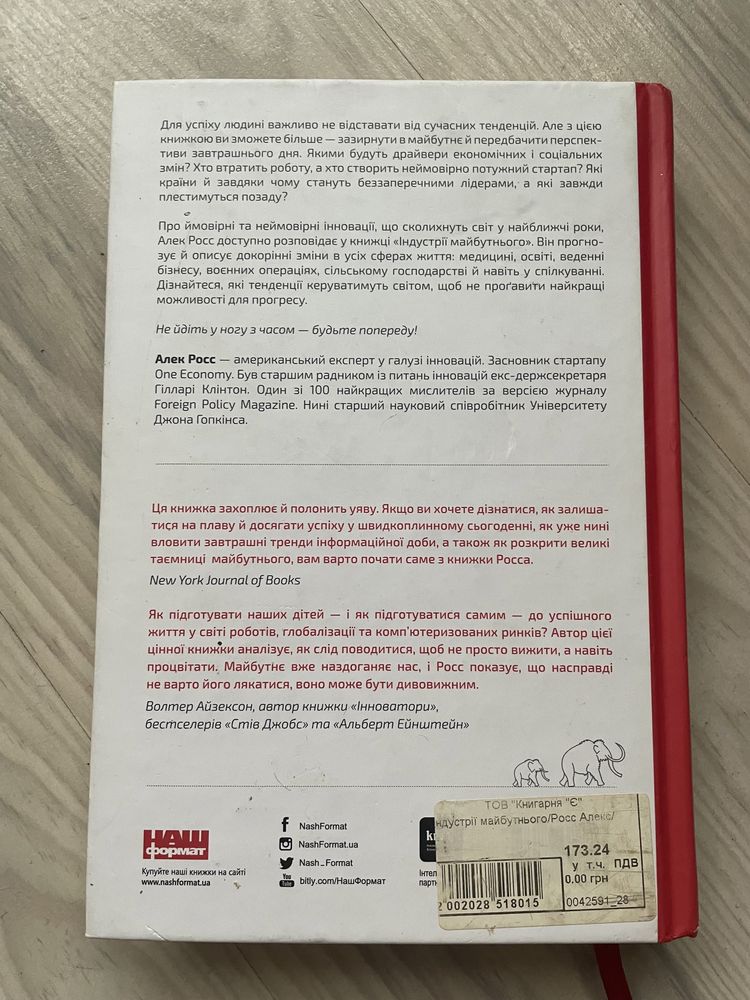 Для успіху людині важливо не відставати від сучасних тенденцій. Але з цією
книжкою ви зможете більше — зазирнути в майбутнє й передбачити перспек-
тиви завтрашнього дня. Якими будуть драйвери економічних і соціальних
змін? Хто втратить роботу, а хто створить неймовірно потужний стартап? Які
країни й завдяки чому стануть беззаперечними лідерами, а які завжди
плестимуться позаду?
Про ймовірні та неймовірні інновації, що сколихнуть світ у найближчі роки,
Алек Росс доступно розповідає у книжці «Індустрії майбутнього». Він прогно-
зує й описує докорінні зміни в усіх сферах життя: медицині, освіті, веденні
бізнесу, воєнних операціях, сільському господарстві й навіть у спілкуванні.
Дізнайтеся, які тенденції керуватимуть світом, щоб не проґавити найкращі
можливості для прогресу.
Не йдіть у ногу з часом — будьте попереду!
Алек Росс — американський експерт у галузі інновацій. Засновник стартапу
One Economy. Був старшим радником із питань інновацій екс-держсекретаря
Гілларі Клінтон. Один зі 100 найкращих мислителів за версією журналу
Foreign Policy Magazine. Нині старший науковий співробітник Університету
Джона Гопкінса.
Ця книжка захоплює й полонить уяву. Якщо ви хочете дізнатися, як залиша-
тися на плаву й досягати успіху у швидкоплинному сьогоденні, як уже нині
вловити завтрашні тренди інформаційної доби, а також як розкрити великі
таємниці майбутнього, вам варто почати саме з книжки Росса.
New York Journal of Books
Як підготувати наших дітей — і як підготуватися самим — до успішного
життя у світі роботів, глобалізації та комп'ютеризованих ринків? Автор цієї
цінної книжки аналізує, як слід поводитися, щоб не просто вижити, а навіть
процвітати. Майбутнє вже наздоганяє нас, і Росс показує, що насправді
не варто його лякатися, воно може бути дивовижним.
Волтер Айзексон, автор книжки «Інноватори»,
бестселерів «Стів Джобс» та «Альберт Ейнштейн»
НАШ
формат
Купуйте наші книжки на сайті
www.nashformat.ua
NashFormat
NashFormat.ua
Nash_Format
You Tube bitly.com/НашФормат
ТОВ "Книгарня "Є"
ндустрії майбутнього/Росс Алекс/
173.24
у т.ч. ПДВ
0.00 грн
2 002028 518015
0042591_28